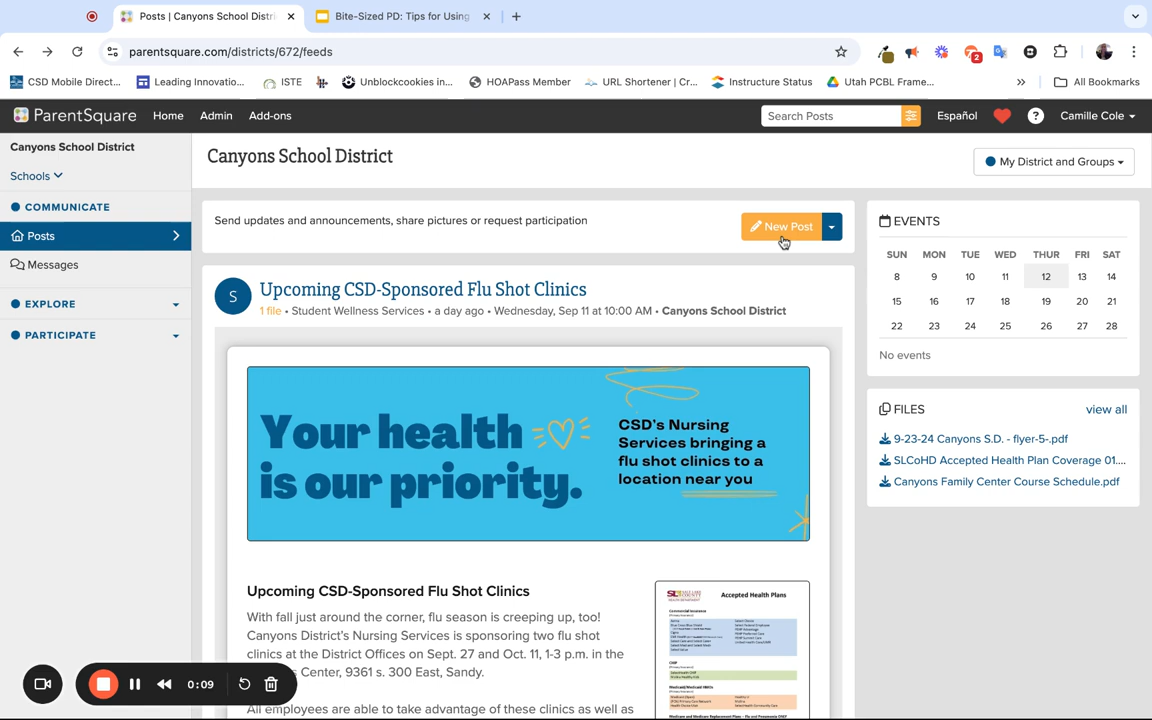 Posts | Canyons School Distri
Bite-Sized PD: Tips for Using
parentsquare.com/districts/672/feeds
2
CSD Mobile Direct...
Leading Innovatio...
ISTE
Unblockcookies in...
HOAPass Member
URL Shortener | Cr...
Instructure Status
Utah PCBL Frame...
All Bookmarks
ParentSquare
Home
Admin
Add-ons
Search Posts
Español
Camille Cole
Canyons School District
Schools
COMMUNICATE
Posts
Messages
EXPLORE
PARTICIPATE
Canyons School District
My District and Groups
Send updates and announcements, share pictures or request participation
New Post
S
Upcoming CSD-Sponsored Flu Shot Clinics
1 file • Student Wellness Services • a day ago • Wednesday, Sep 11 at 10:00 AM • Canyons School District
Your health
is our priority.
CSD's Nursing
Services bringing a
flu shot clinics to a
location near you
Upcoming CSD-Sponsored Flu Shot Clinics
With fall just around the corner, flu season is creeping up, too!
Canyons District's Nursing Services is sponsoring two flu shot
clinics at the District Offices on Sept. 27 and Oct. 11, 1-3 p.m. in the
s Center, 9361 s. 300 East, Sandy.
All employees are able to take advantage of these clinics as well as
Accepted Health Plans
EVENTS
SUN MON TUE WED THUR FRI SAT
8 9 10 11 12 13 14
15 16 17 18 19 20 21
22 23 24 25 26 27 28
No events
FILES
view all
9-23-24 Canyons S.D. - flyer-5-.pdf
SLCoHD Accepted Health Plan Coverage 01....
Canyons Family Center Course Schedule.pdf
0:09